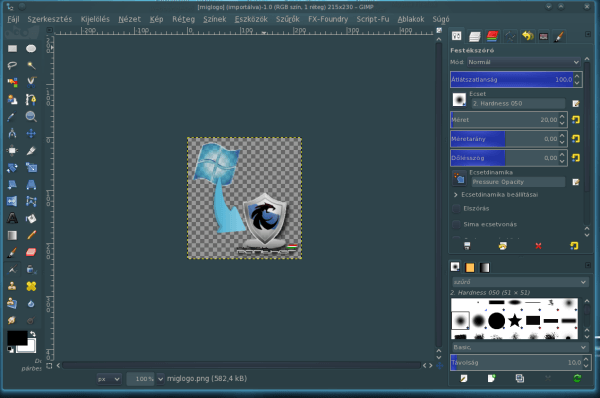 [miglogo] (importálva)-1.0 (RGB szín, 1 réteg) 215x230 – GIMP
Fájl Szerkesztés Kijelölés Nézet Kép Réteg Színek Eszközök Szűrők FX-Foundry Script-Fu Ablakok Súgó
Festékszóró
Mód: Normál
Átlátszatlanság 100,0
Ecset
2. Hardness 050
Méret 20,00
Méretarány 0,00
Dőlésszög 0,00
Ecsetdinamika
Pressure Opacity
Ecsetdinamika beállításai
Elszórás
Sima ecsetvonás
szűrő
2. Hardness 050 (51 × 51)
Basic,
Távolság 10,0
px 100% miglogo.png (582,4 kB)